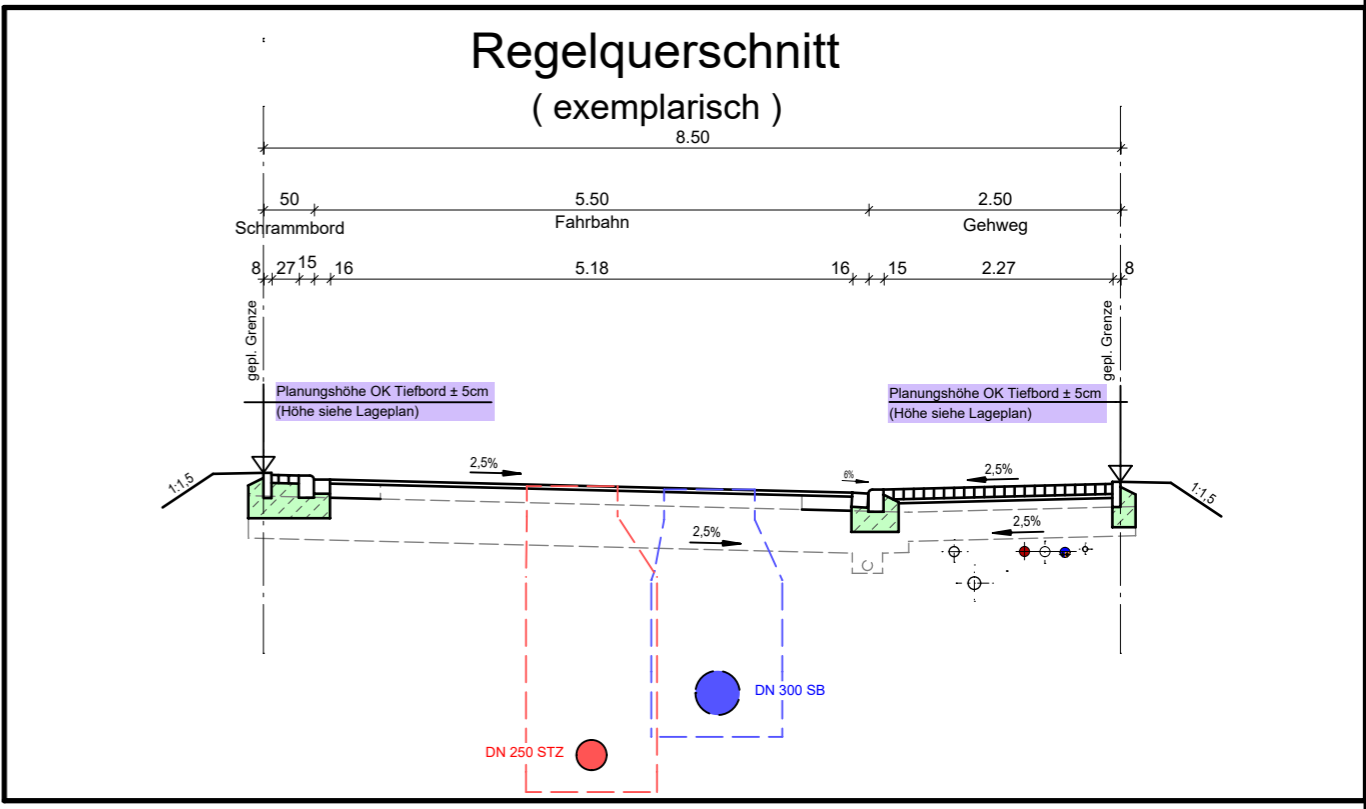 Regelquerschnitt
( exemplarisch )
8.50
50 5.50 2.50
Schrammbord Fahrbahn Gehweg
8 27 15 16 5.18 16 15 2.27 8
gepl. Grenze
gepl. Grenze
Planungshöhe OK Tiefbord ± 5cm
(Höhe siehe Lageplan)
Planungshöhe OK Tiefbord ± 5cm
(Höhe siehe Lageplan)
1:1,5
2,5%
6%
2,5%
1:1,5
2,5%
2,5%
DN 300 SB
DN 250 STZ